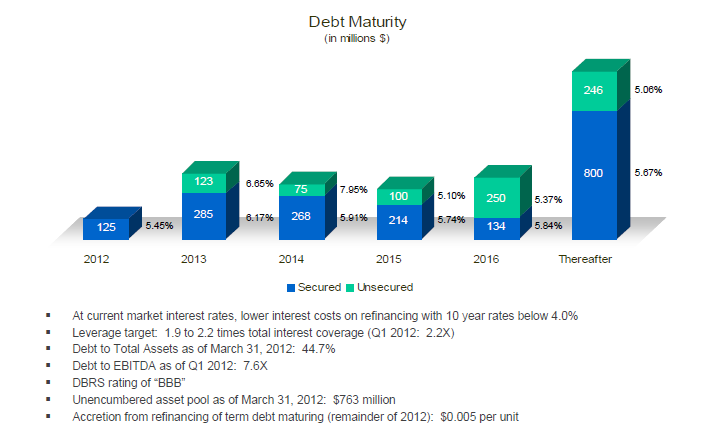 Debt Maturity
(in millions $)
246 5.06%
800 5.67%
123 6.65%
75 7.95%
100 5.10%
250 5.37%
125 5.45%
285 6.17%
268 5.91%
214 5.74%
134 5.84%
2012 2013 2014 2015 2016 Thereafter
Secured Unsecured
▪ At current market interest rates, lower interest costs on refinancing with 10 year rates below 4.0%
▪ Leverage target: 1.9 to 2.2 times total interest coverage (Q1 2012: 2.2X)
▪ Debt to Total Assets as of March 31, 2012: 44.7%
▪ Debt to EBITDA as of Q1 2012: 7.6X
▪ DBRS rating of “BBB”
▪ Unencumbered asset pool as of March 31, 2012: $763 million
▪ Accretion from refinancing of term debt maturing (remainder of 2012): $0.005 per unit